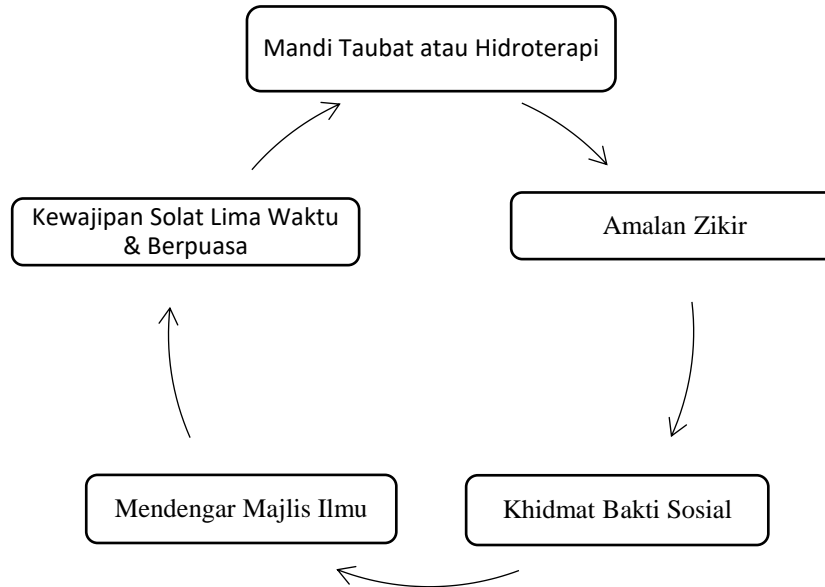 Mandi Taubat atau Hidroterapi
Amalan Zikir
Khidmat Bakti Sosial
Mendengar Majlis Ilmu
Kewajipan Solat Lima Waktu
& Berpuasa